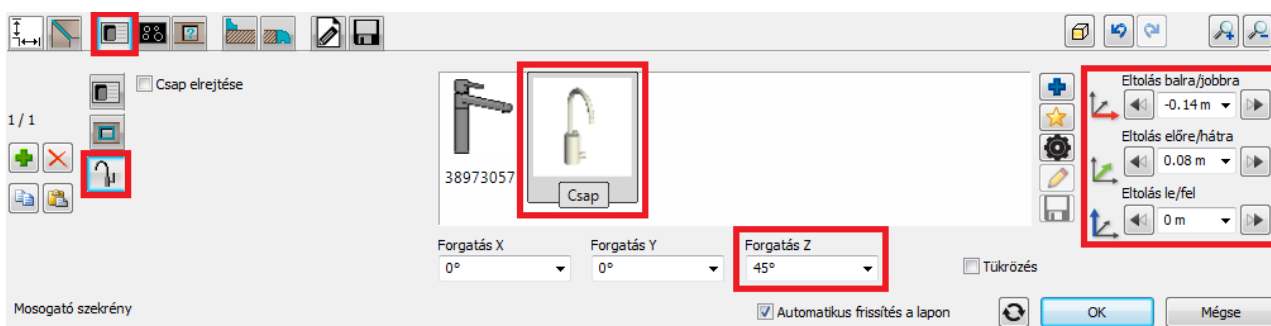 Csap elrejtése
Eltolás balra/jobbra
-0.14 m
1 / 1
Eltolás előre/hátra
0.08 m
38973057
Csap
Eltolás le/fel
0 m
Forgatás X
Forgatás Y
Forgatás Z
0°
0°
45°
Tükrözés
Mosogató szekrény
Automatikus frissítés a lapon
OK
Mégse